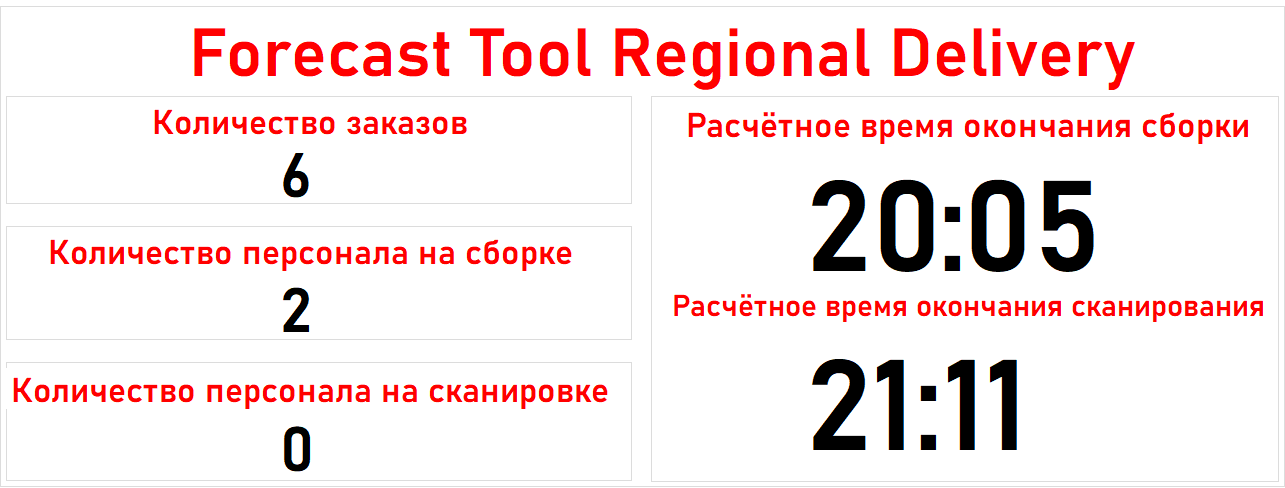 Forecast Tool Regional Delivery
Количество заказов
6
Количество персонала на сборке
2
Количество персонала на сканировке
0
Расчётное время окончания сборки
20:05
Расчётное время окончания сканирования
21:11